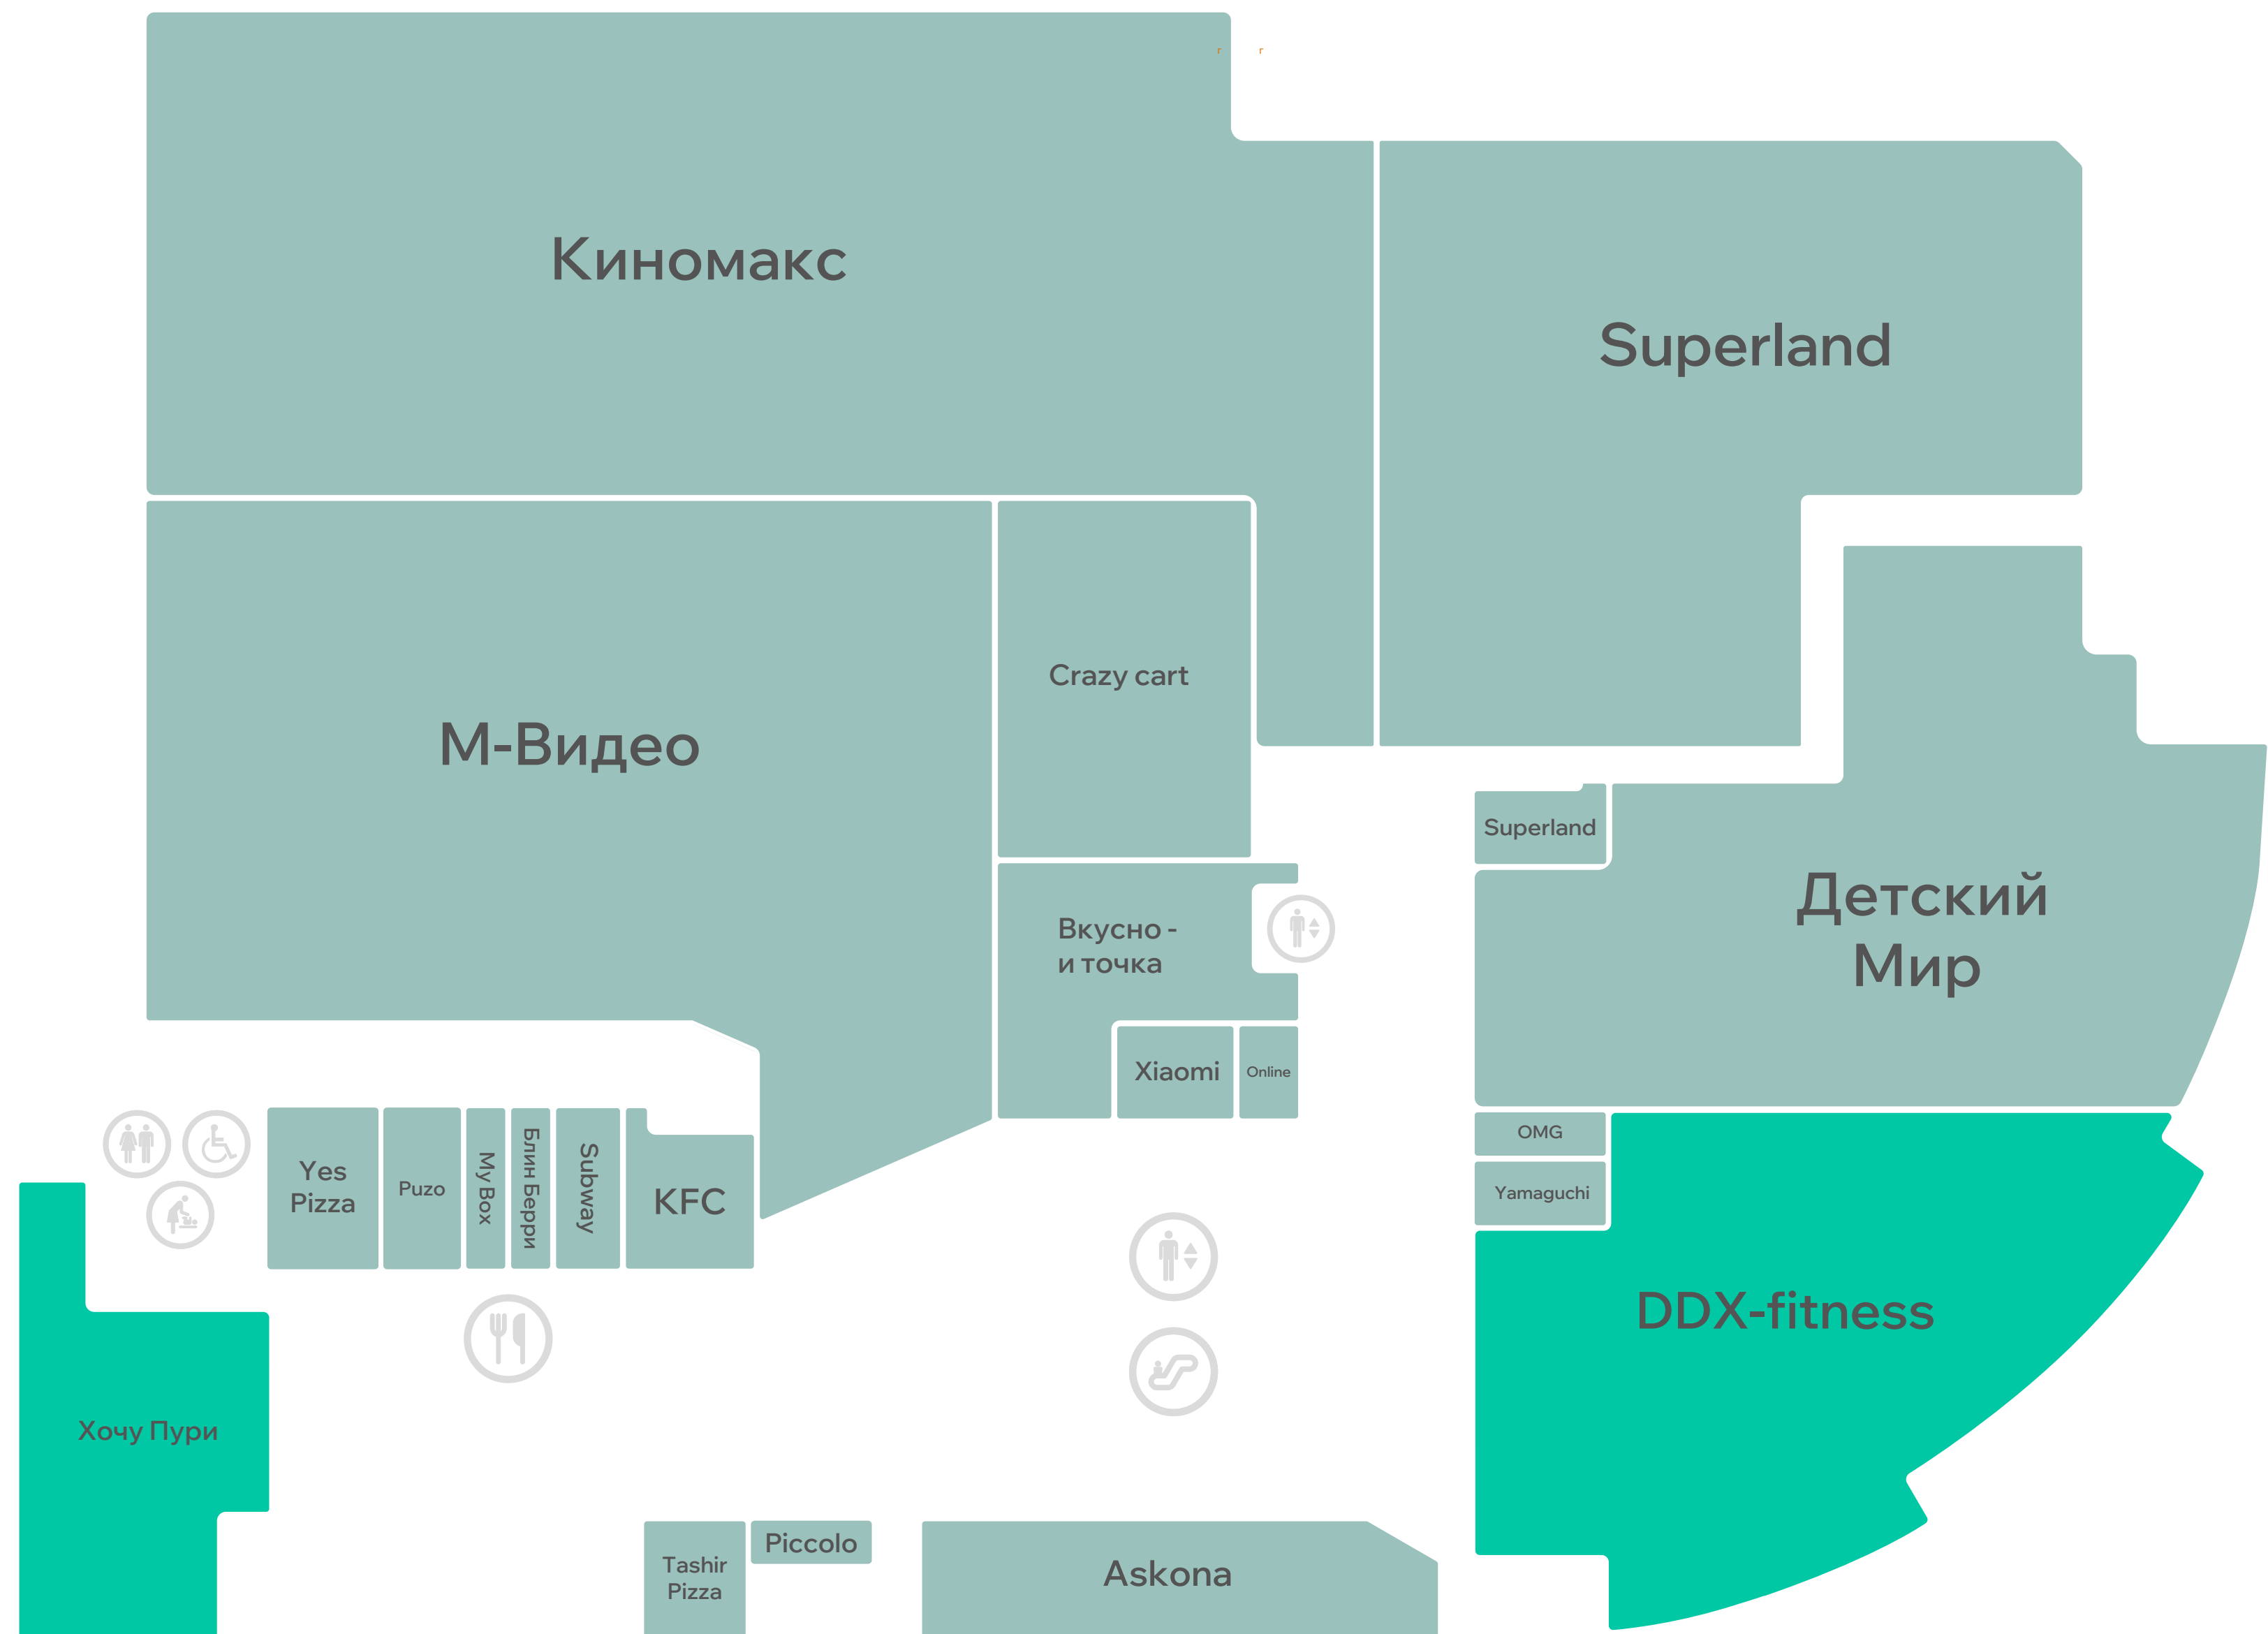 Киномакс
Superland
М-Видео
Crazy cart
Superland
Детский
Мир
Вкусно -
и точка
Xiaomi
Online
OMG
Yamaguchi
Yes
Pizza
Puzo
My Box
Блин Берри
Subway
KFC
DDX-fitness
Хочу Пури
Tashir
Pizza
Piccolo
Askona